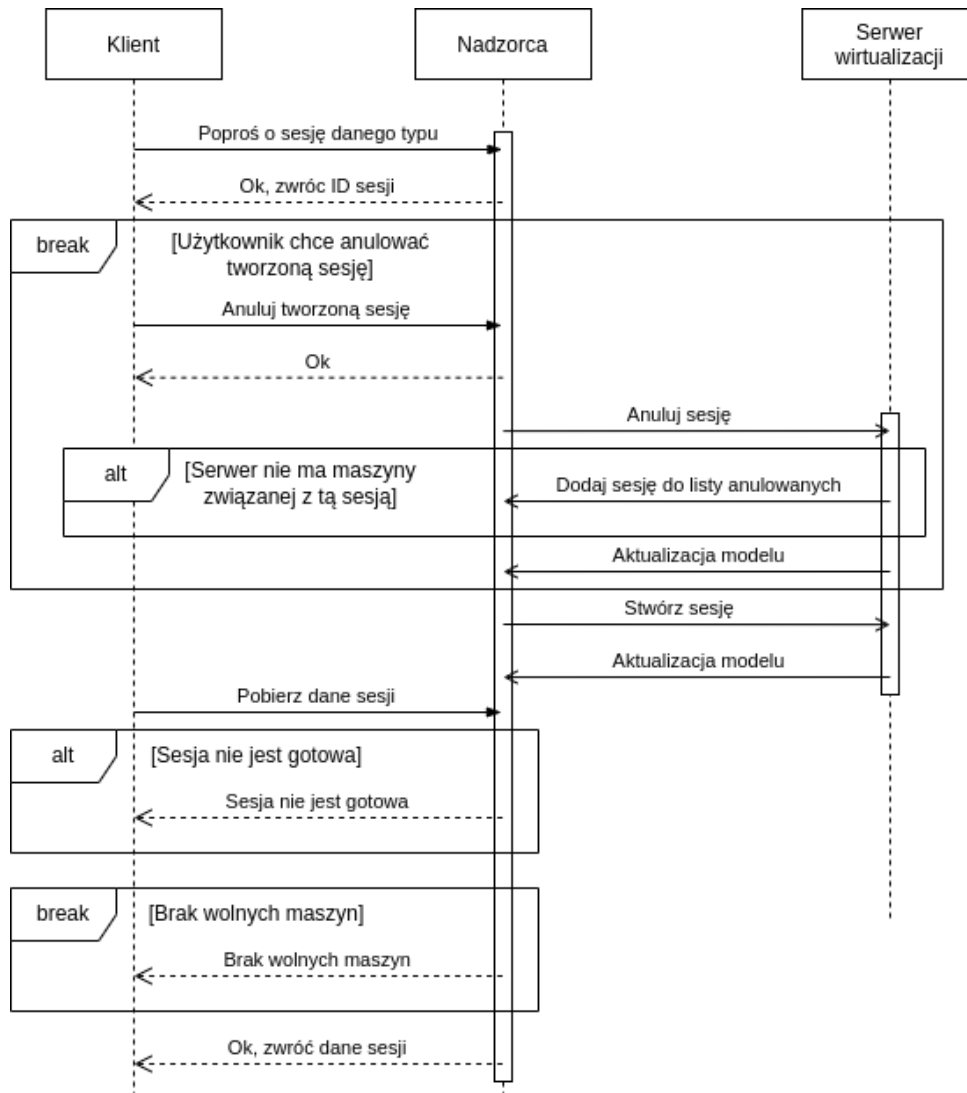 Klient
Nadzorca
Serwer
wirtualizacji
Poproś o sesję danego typu
Ok, zwróc ID sesji
break
[Użytkownik chce anulować
tworzoną sesję]
Anuluj tworzoną sesję
Ok
Anuluj sesję
alt
[Serwer nie ma maszyny
związanej z tą sesją]
Dodaj sesję do listy anulowanych
Aktualizacja modelu
Stwórz sesję
Aktualizacja modelu
Pobierz dane sesji
alt
[Sesja nie jest gotowa]
Sesja nie jest gotowa
break
[Brak wolnych maszyn]
Brak wolnych maszyn
Ok, zwróć dane sesji